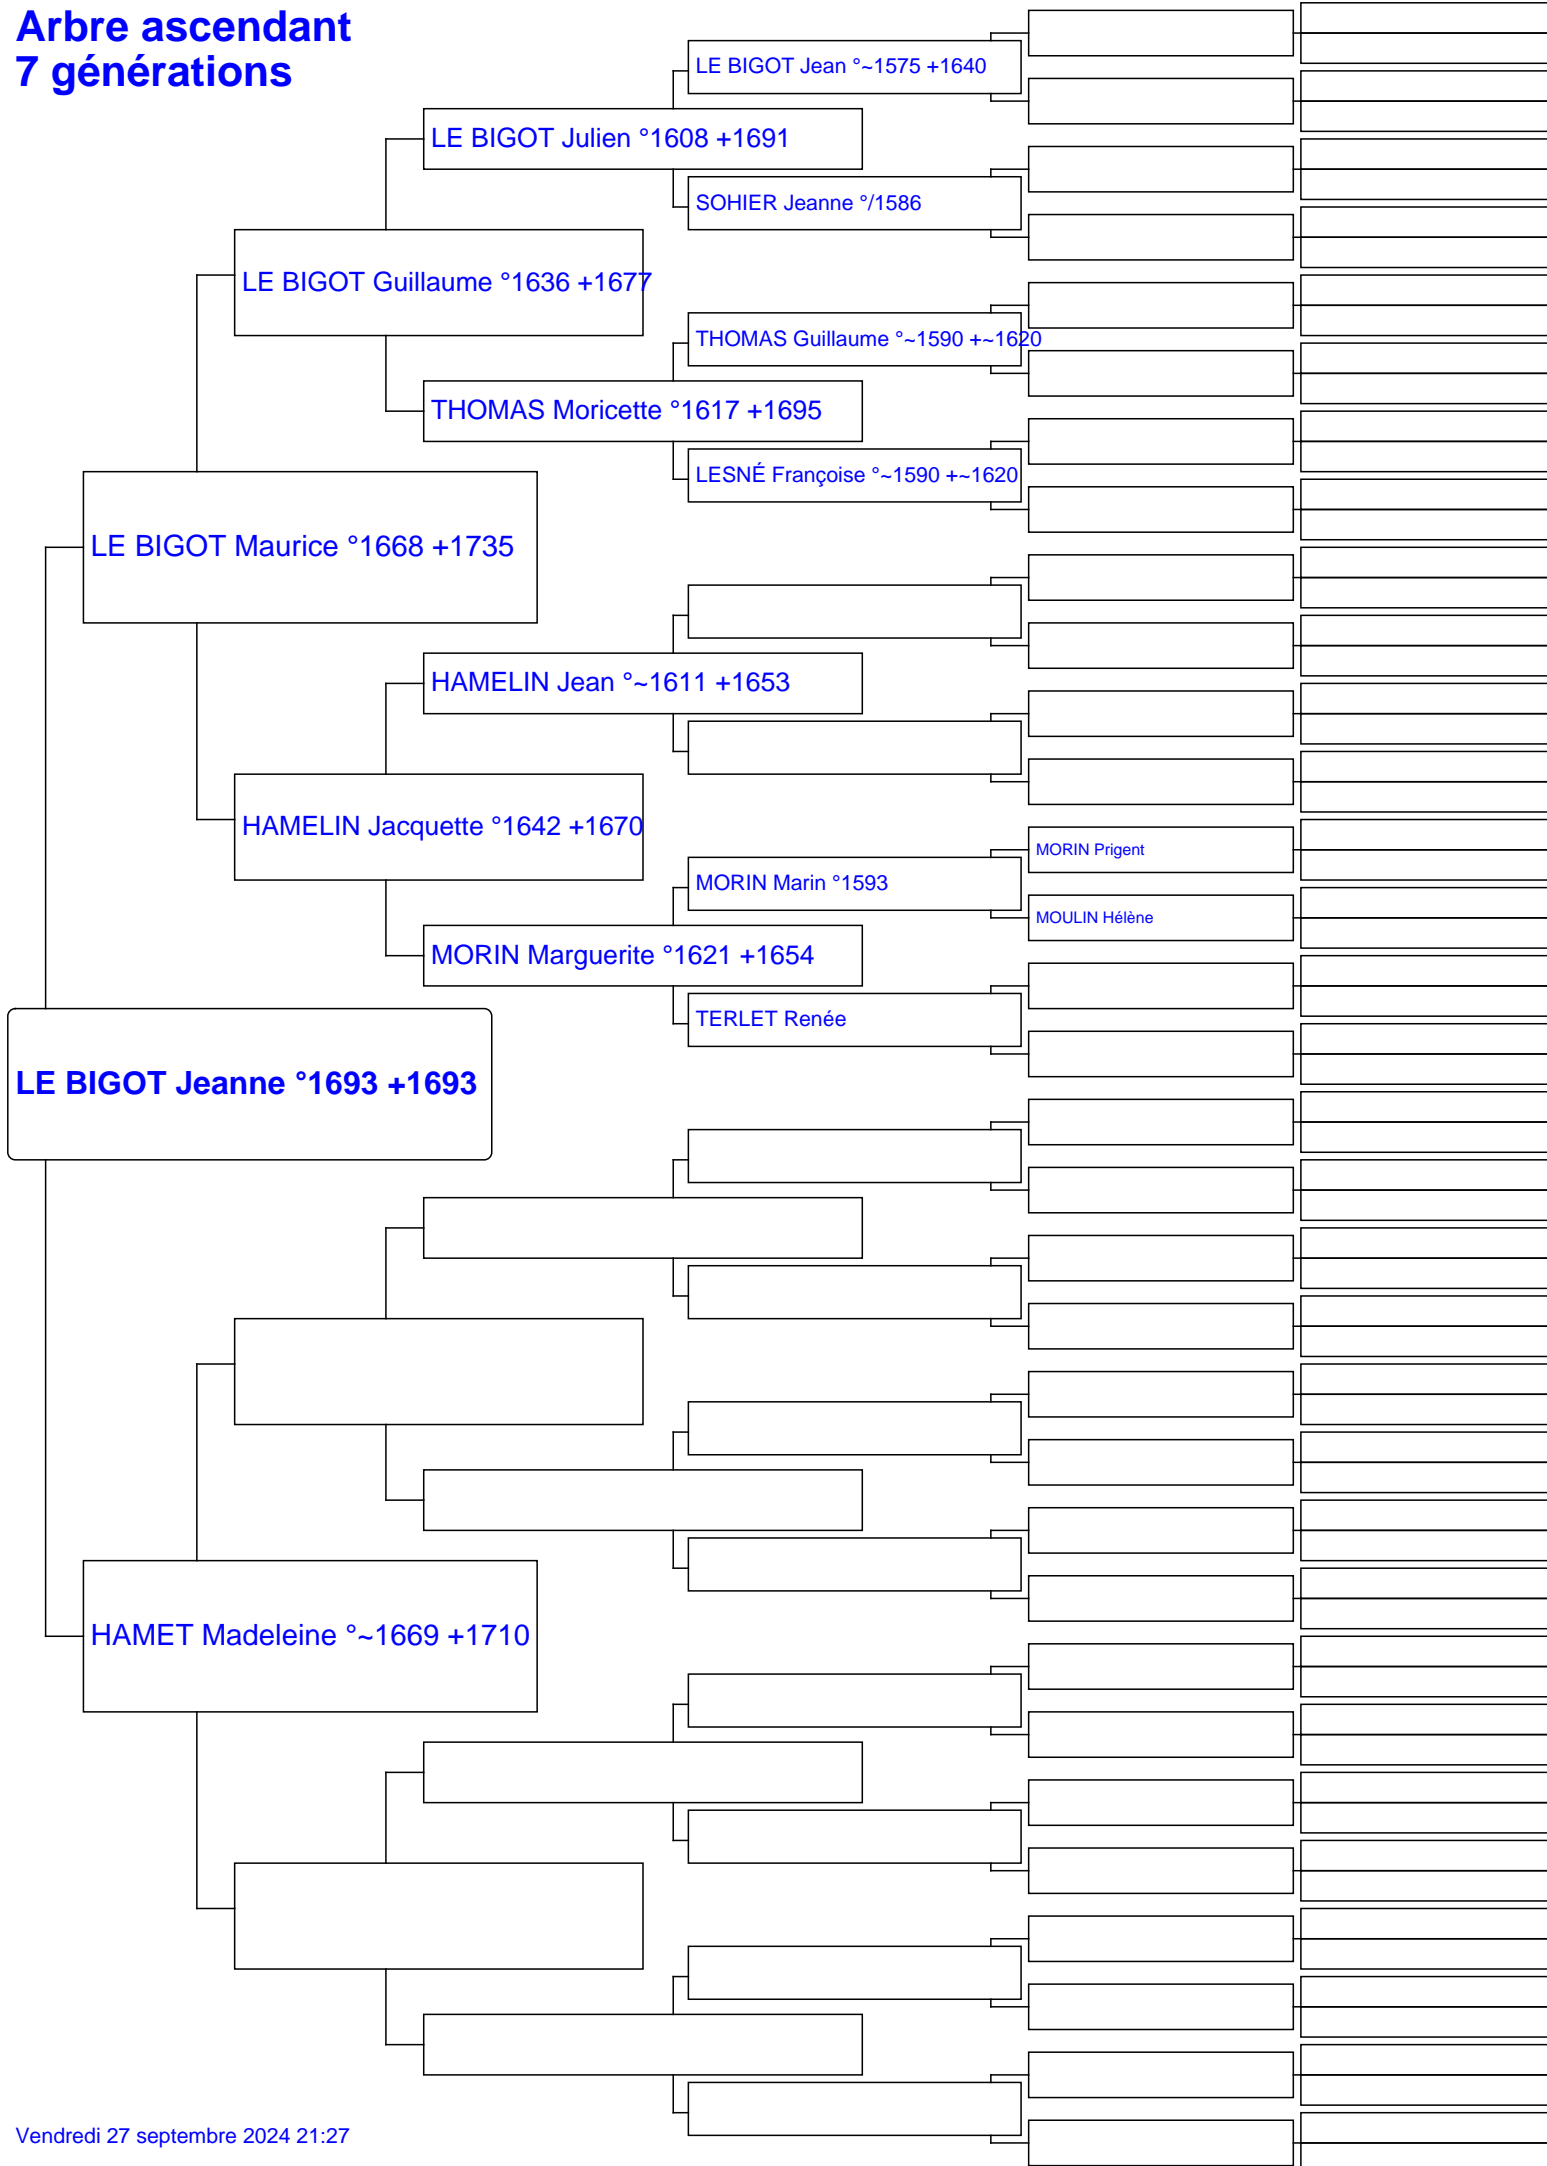 Arbre ascendant
7 générations
LE BIGOT Jean °~1575 +1640
LE BIGOT Julien °1608 +1691
SOHIER Jeanne °/1586
LE BIGOT Guillaume °1636 +1677
THOMAS Guillaume °~1590 +~1620
THOMAS Moricette °1617 +1695
LESNÉ Françoise °~1590 +~1620
LE BIGOT Maurice °1668 +1735
HAMELIN Jean °~1611 +1653
HAMELIN Jacquette °1642 +1670
MORIN Prigent
MORIN Marin °1593
MOULIN Hélène
MORIN Marguerite °1621 +1654
TERLET Renée
LE BIGOT Jeanne °1693 +1693
HAMET Madeleine °~1669 +1710
Vendredi 27 septembre 2024 21:27